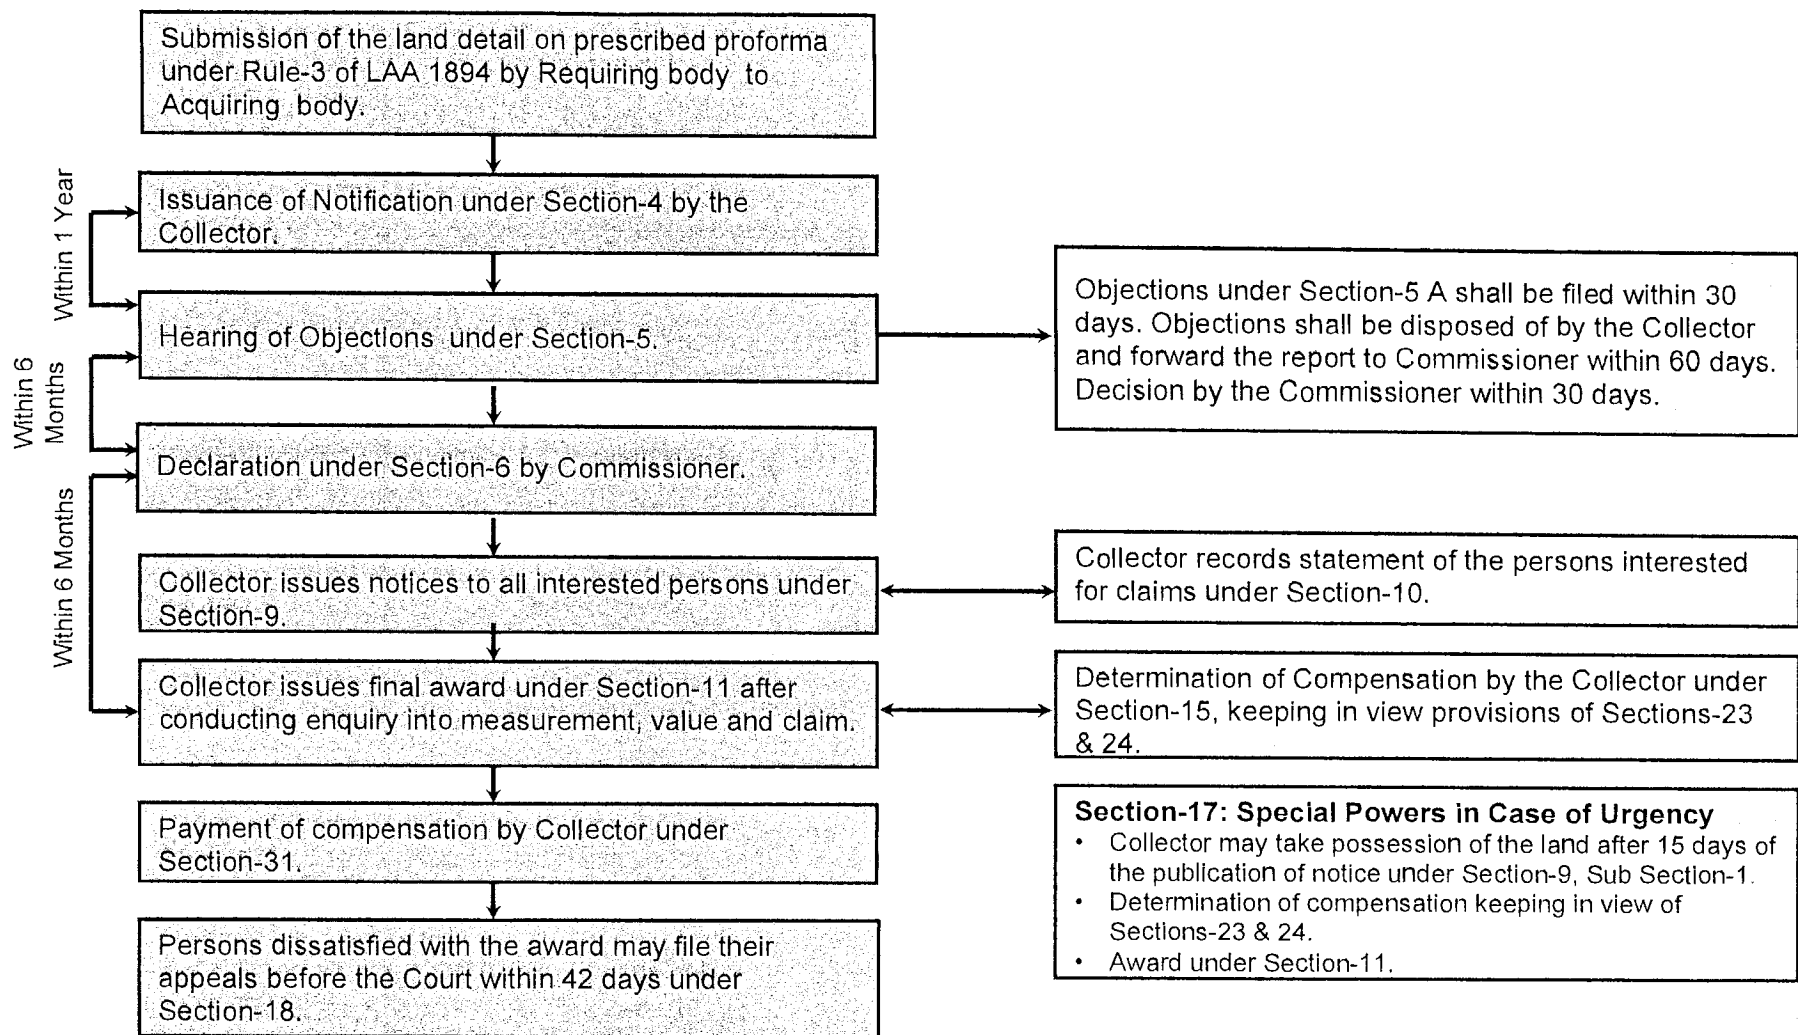 Submission of the land detail on prescribed proforma
under Rule-3 of LAA 1894 by Requiring body to
Acquiring body.
Within 1 Year
Issuance of Notification under Section-4 by the
Collector.
Hearing of Objections under Section-5.
Objections under Section-5 A shall be filed within 30
days. Objections shall be disposed of by the Collector
and forward the report to Commissioner within 60 days.
Decision by the Commissioner within 30 days.
Within 6
Months
Declaration under Section-6 by Commissioner.
Within 6 Months
Collector issues notices to all interested persons under
Section-9.
Collector records statement of the persons interested
for claims under Section-10.
Collector issues final award under Section-11 after
conducting enquiry into measurement, value and claim.
Determination of Compensation by the Collector under
Section-15, keeping in view provisions of Sections-23
& 24.
Payment of compensation by Collector under
Section-31.
Section-17: Special Powers in Case of Urgency
• Collector may take possession of the land after 15 days of
the publication of notice under Section-9, Sub Section-1.
• Determination of compensation keeping in view of
Sections-23 & 24.
• Award under Section-11.
Persons dissatisfied with the award may file their
appeals before the Court within 42 days under
Section-18.